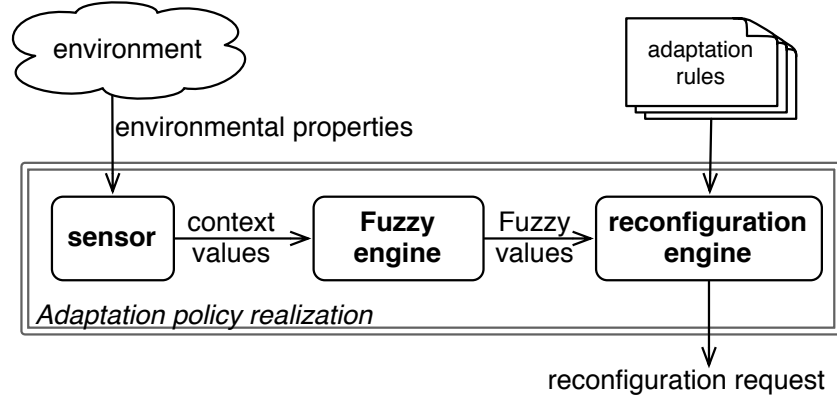 environment
adaptation
rules
environmental properties
sensor
context
values
Fuzzy
engine
Fuzzy
values
reconfiguration
engine
Adaptation policy realization
reconfiguration request